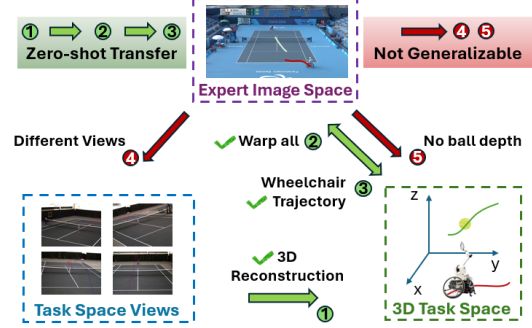 1 2 3
Zero-shot Transfer
4 5
Not Generalizable
Expert Image Space
Different Views
4
Warp all 2
No ball depth
5
Wheelchair 3
Trajectory
3D
Reconstruction
1
Task Space Views
z
y
x
3D Task Space